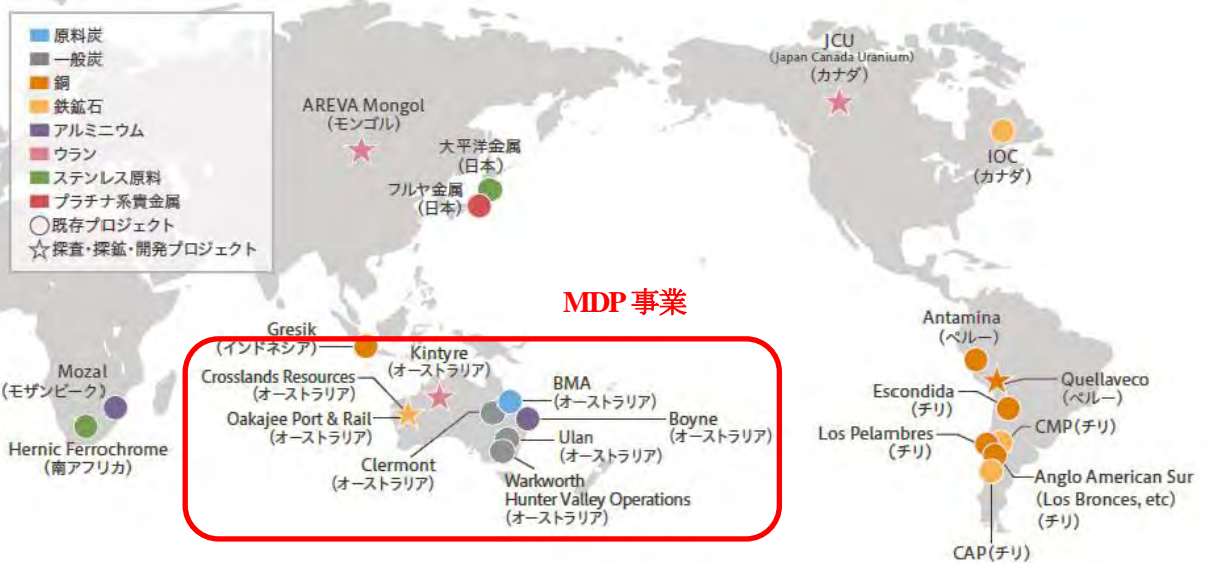 原料炭
一般炭
銅
鉄鉱石
アルミニウム
ウラン
ステンレス原料
プラチナ系貴金属
○既存プロジェクト
☆探査・探鉱・開発プロジェクト
AREVA Mongol
(モンゴル)
大平洋金属
(日本)
フルヤ金属
(日本)
JCU
(Japan Canada Uranium)
(カナダ)
IOC
(カナダ)
MDP 事業
Gresik
(インドネシア)
Kintyre
(オーストラリア)
Crosslands Resources
(オーストラリア)
Oakajee Port & Rail
(オーストラリア)
Clermont
(オーストラリア)
BMA
(オーストラリア)
Boyne
(オーストラリア)
Ulan
(オーストラリア)
Warkworth
Hunter Valley Operations
(オーストラリア)
Mozal
(モザンビーク)
Hernic Ferrochrome
(南アフリカ)
Antamina
(ペルー)
Quellaveco
(ペルー)
Escondida
(チリ)
CMP(チリ)
Los Pelambres
(チリ)
Anglo American Sur
(Los Bronces, etc)
(チリ)
CAP(チリ)